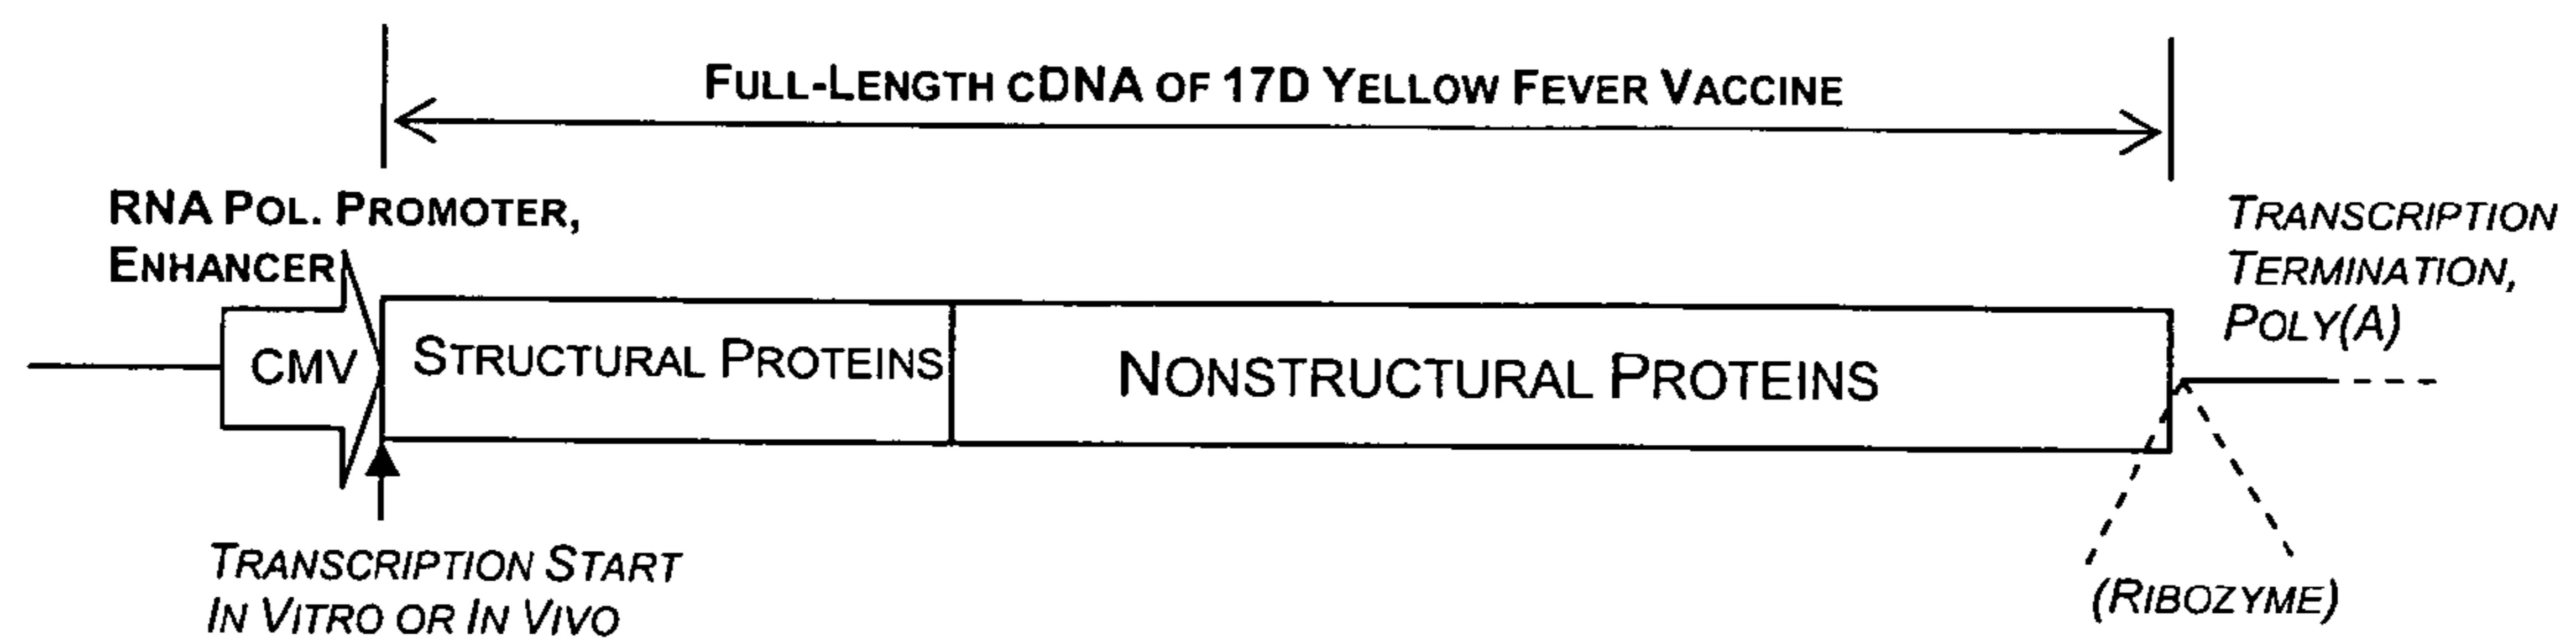 FULL-LENGTH cDNA OF 17D YELLOW FEVER VACCINE
RNA POL. PROMOTER,
ENHANCER
TRANSCRIPTION
TERMINATION,
POLY(A)
CMV
STRUCTURAL PROTEINS
NONSTRUCTURAL PROTEINS
TRANSCRIPTION START
IN VITRO OR IN VIVO
(RIBOZYME)